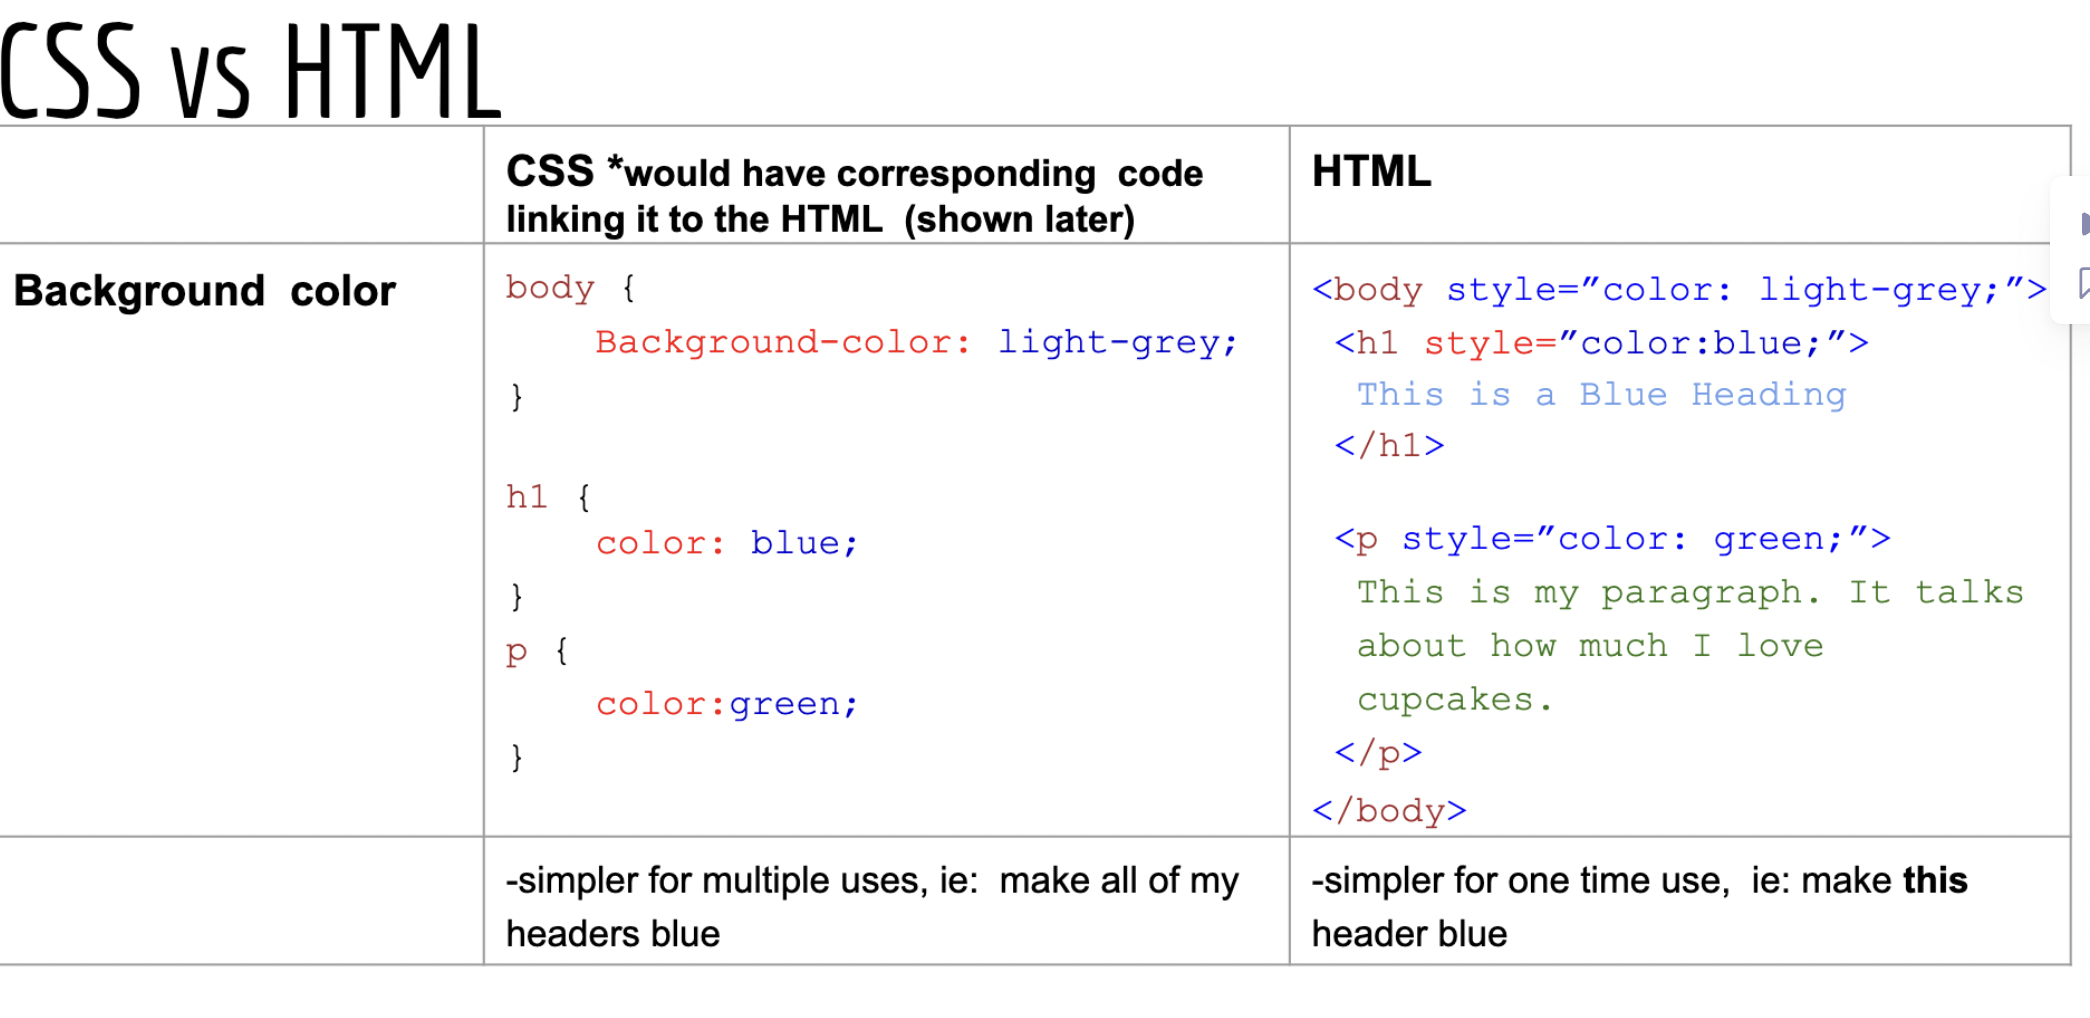 CSS vs HTML
CSS *would have corresponding code
linking it to the HTML (shown later)
HTML
Background color
body {
Background-color: light-grey;
}
h1 {
color: blue;
}
p {
color:green;
}
<body style=”color: light-grey;”>
<h1 style=”color:blue;”>
This is a Blue Heading
</h1>
<p style=”color: green;”>
This is my paragraph. It talks
about how much I love
cupcakes.
</p>
</body>
-simpler for multiple uses, ie: make all of my
headers blue
-simpler for one time use, ie: make this
header blue